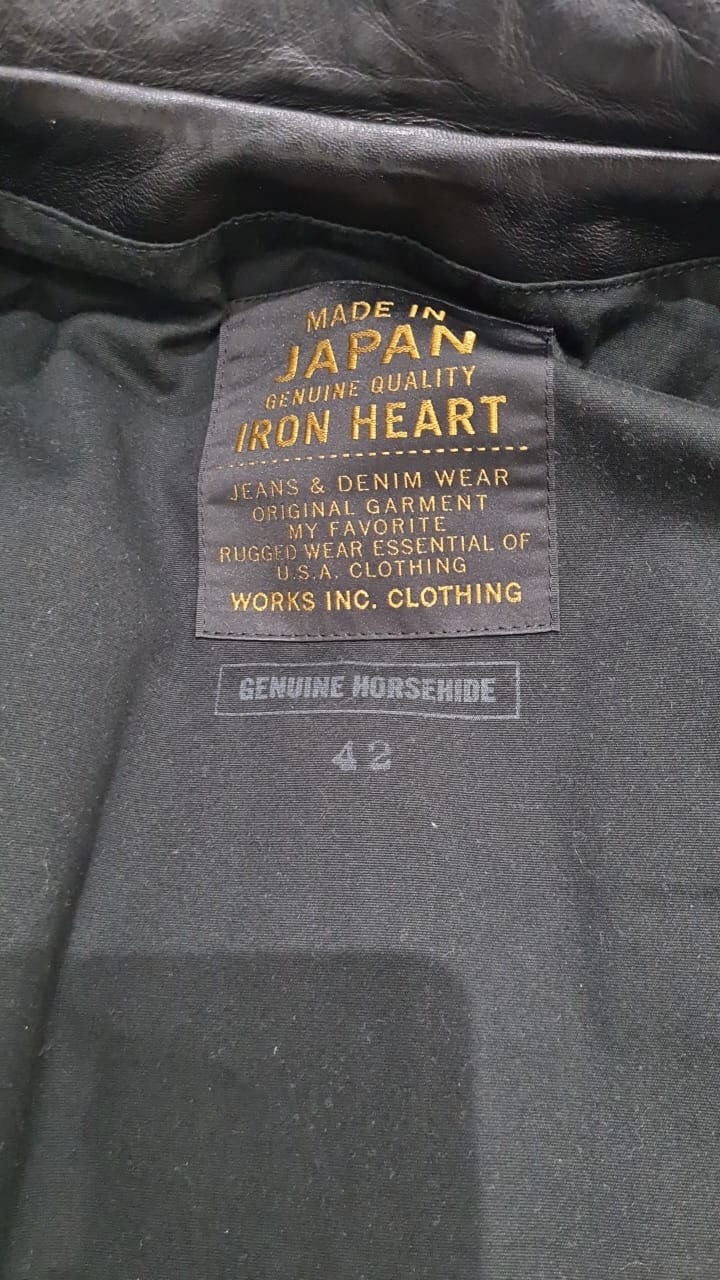 MADE IN
JAPAN
GENUINE QUALITY
IRON HEART
JEANS & DENIM WEAR
ORIGINAL GARMENT
MY FAVORITE
RUGGED WEAR ESSENTIAL OF
U.S.A. CLOTHING
WORKS INC. CLOTHING
GENUINE HORSEHIDE
42